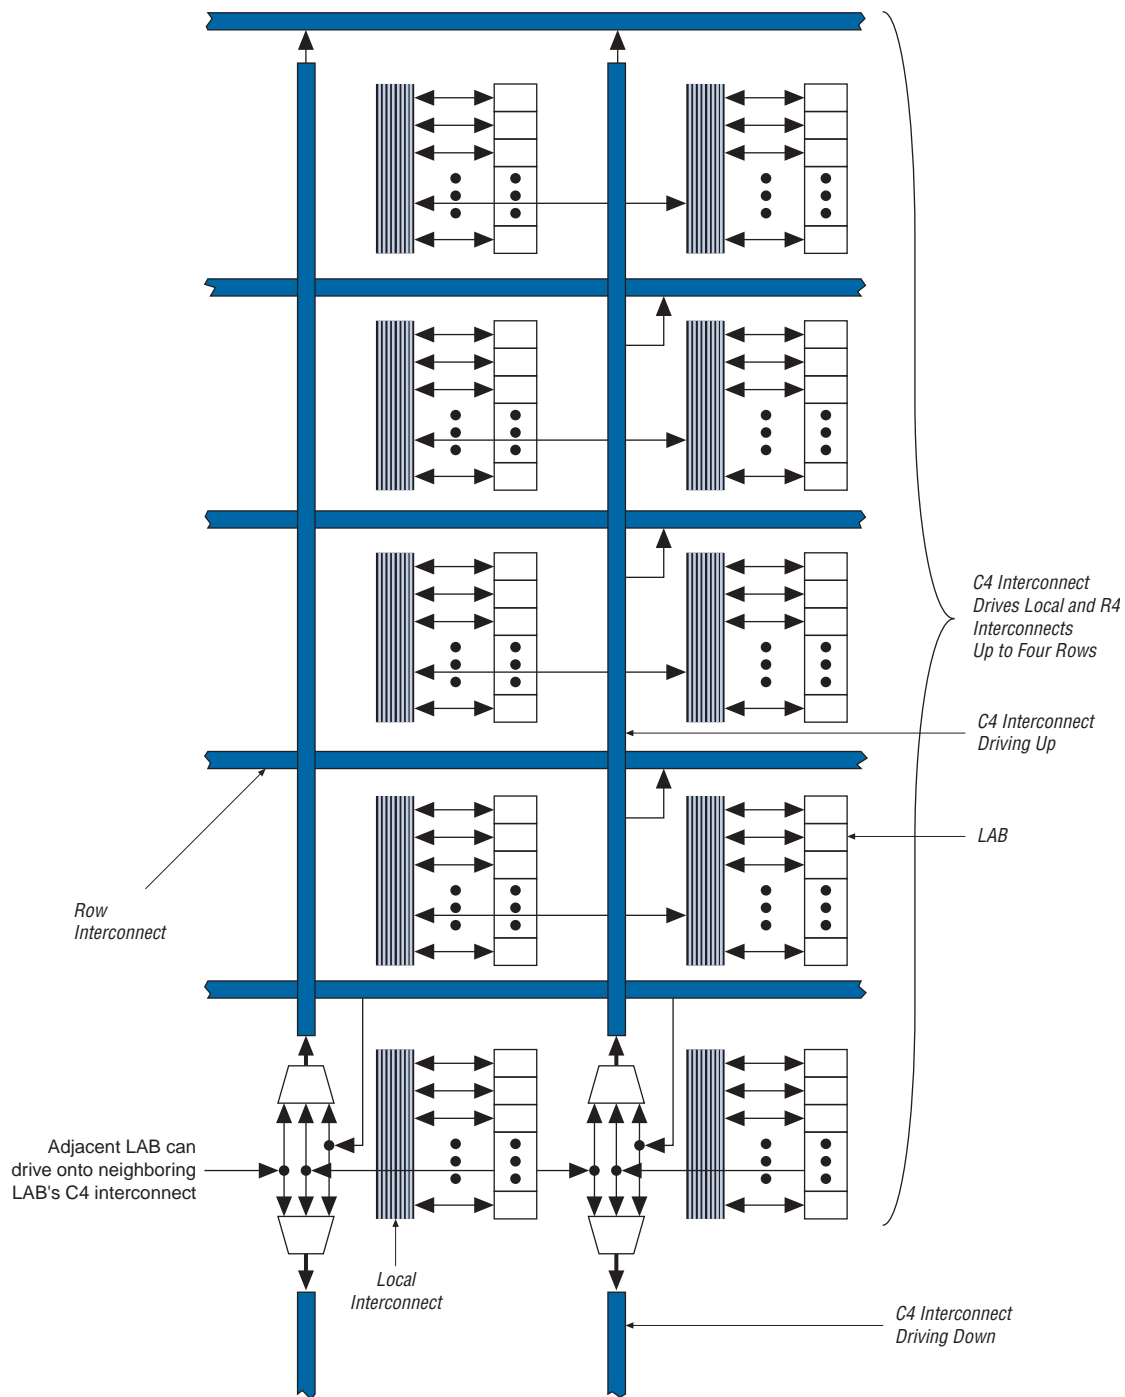 C4 Interconnect
Drives Local and R4
Interconnects
Up to Four Rows
C4 Interconnect
Driving Up
LAB
Row
Interconnect
Adjacent LAB can
drive onto neighboring
LAB's C4 interconnect
Local
Interconnect
C4 Interconnect
Driving Down